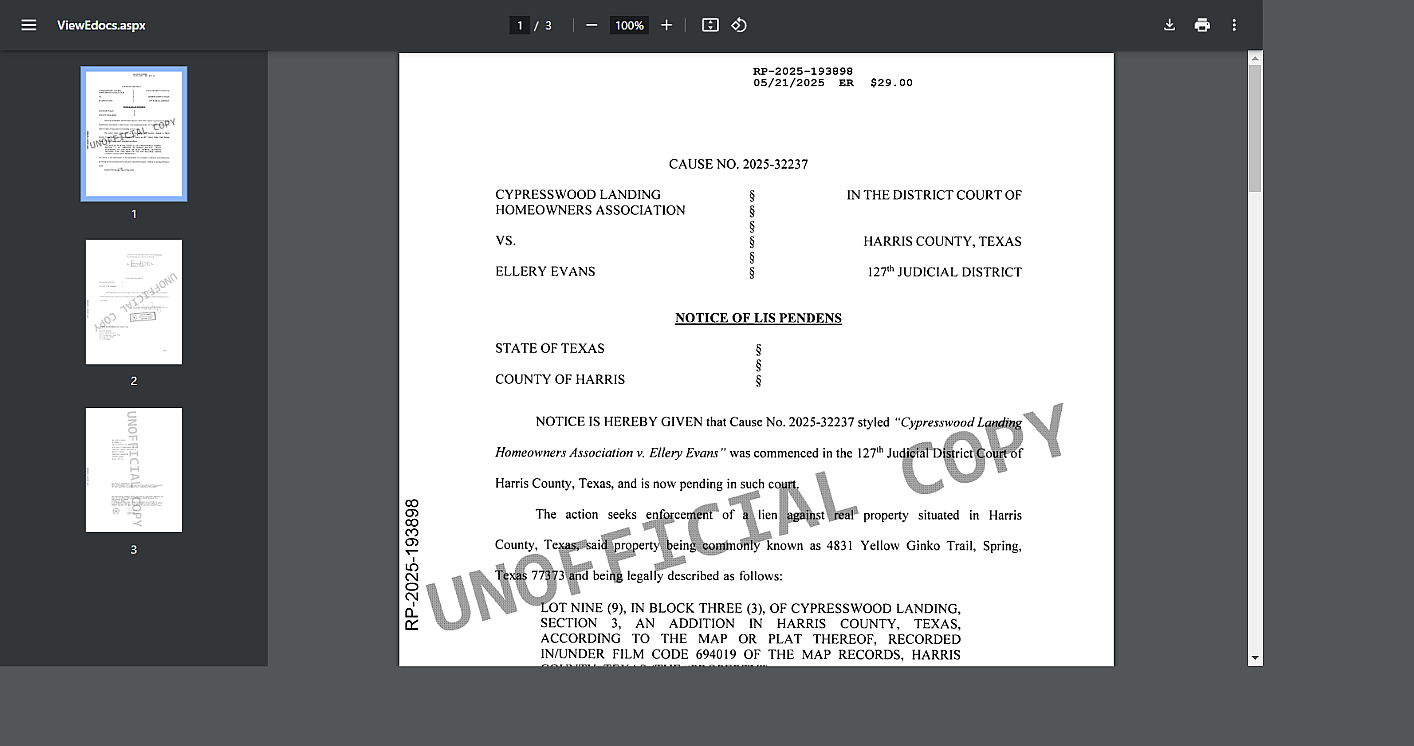 ViewEdocs.aspx
1 / 3
100%
1
2
3
RP-2025-193898
05/21/2025 ER $29.00
CAUSE NO. 2025-32237
CYPRESSWOOD LANDING § IN THE DISTRICT COURT OF
HOMEOWNERS ASSOCIATION §
§
VS. § HARRIS COUNTY, TEXAS
§
ELLERY EVANS § 127th JUDICIAL DISTRICT
NOTICE OF LIS PENDENS
STATE OF TEXAS §
§
COUNTY OF HARRIS §
NOTICE IS HEREBY GIVEN that Cause No. 2025-32237 styled “Cypresswood Landing
Homeowners Association v. Ellery Evans” was commenced in the 127th Judicial District Court of
Harris County, Texas, and is now pending in such court.
The action seeks enforcement of a lien against real property situated in Harris
County, Texas, said property being commonly known as 4831 Yellow Ginko Trail, Spring,
Texas 77373 and being legally described as follows:
LOT NINE (9), IN BLOCK THREE (3), OF CYPRESSWOOD LANDING,
SECTION 3, AN ADDITION IN HARRIS COUNTY, TEXAS,
ACCORDING TO THE MAP OR PLAT THEREOF, RECORDED
IN/UNDER FILM CODE 694019 OF THE MAP RECORDS, HARRIS
RP-2025-193898
UNOFFICIAL COPY